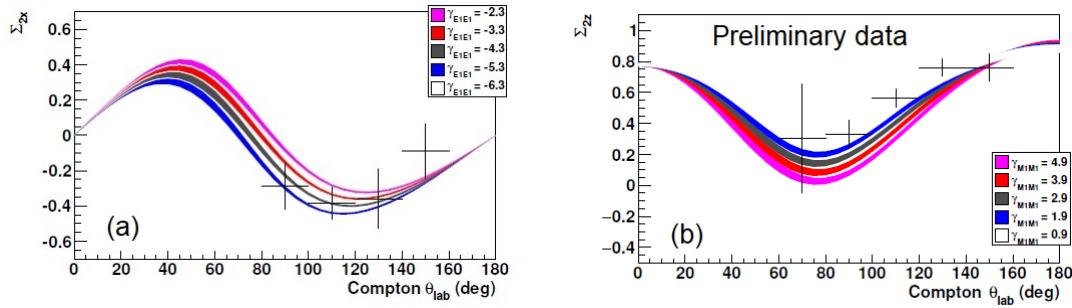 Σ2x
0.6
0.4
0.2
0
-0.2
-0.4
-0.6
0 20 40 60 80 100 120 140 160 180
Compton θlab (deg)
(a)
γE1E1 = -2.3
γE1E1 = -3.3
γE1E1 = -4.3
γE1E1 = -5.3
γE1E1 = -6.3
Σ2z
Preliminary data
1
0.8
0.6
0.4
0.2
0
−0.2
−0.4
0 20 40 60 80 100 120 140 160 180
Compton θlab (deg)
(b)
γM1M1 = 4.9
γM1M1 = 3.9
γM1M1 = 2.9
γM1M1 = 1.9
γM1M1 = 0.9